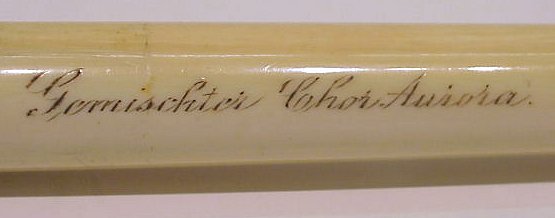 Gemischter Chor Aurora.